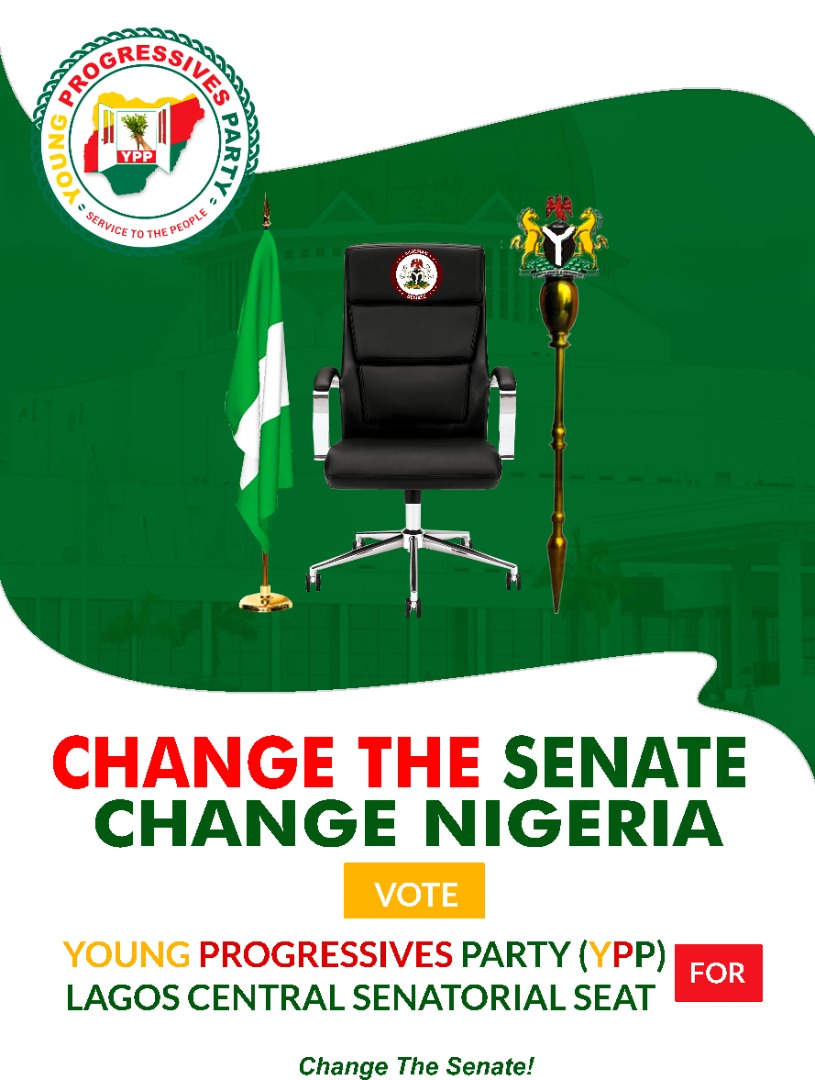 YOUNG PROGRESSIVES PARTY
YPP
SERVICE TO THE PEOPLE
CHANGE THE SENATE
CHANGE NIGERIA
VOTE
YOUNG PROGRESSIVES PARTY (YPP)
FOR
LAGOS CENTRAL SENATORIAL SEAT
Change The Senate!